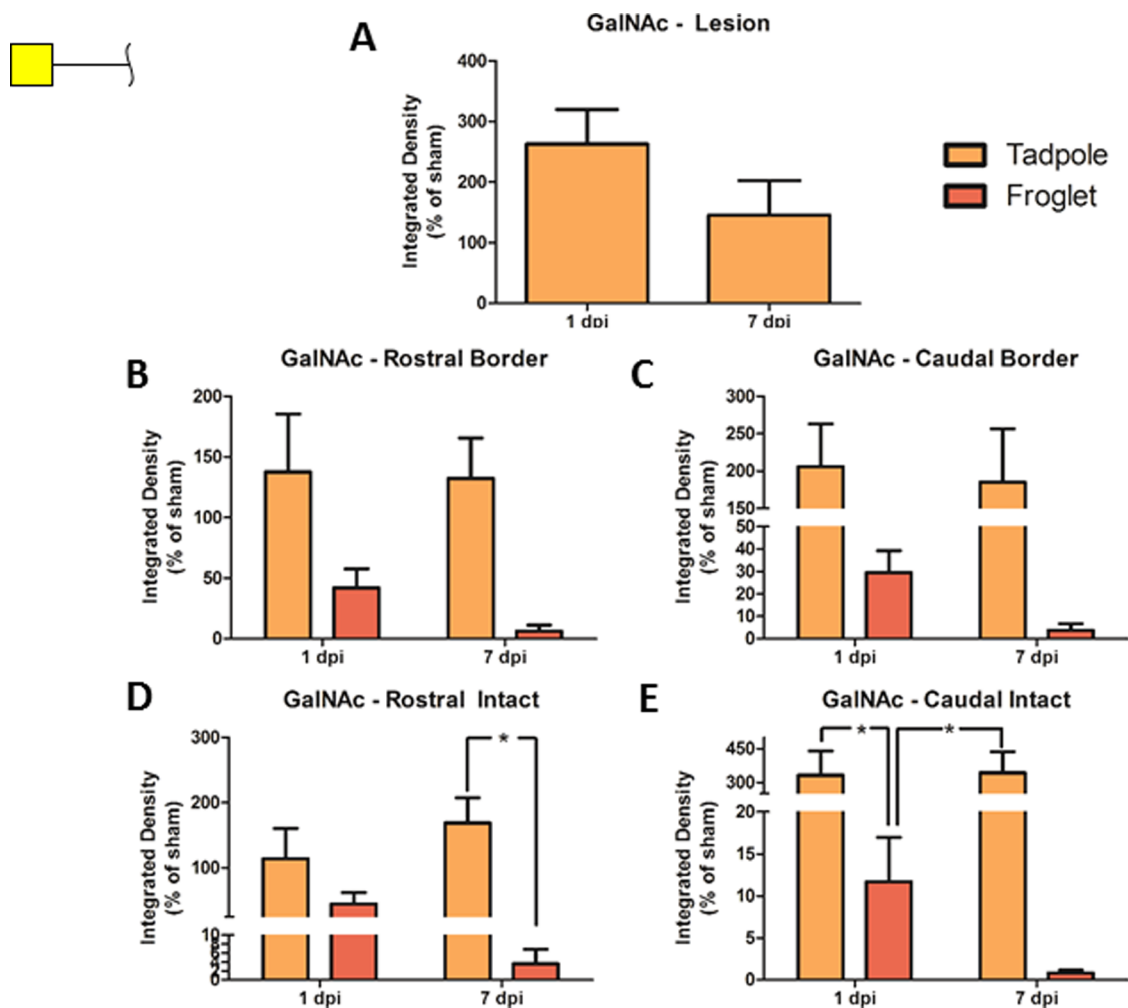 A
GalNAc - Lesion
Integrated Density
(% of sham)
400
300
200
100
0
1 dpi
7 dpi
Tadpole
Froglet
B
GalNAc - Rostral Border
Integrated Density
(% of sham)
200
150
100
50
0
1 dpi
7 dpi
C
GalNAc - Caudal Border
Integrated Density
(% of sham)
300
250
200
150
50
40
30
20
10
0
1 dpi
7 dpi
D
GalNAc - Rostral Intact
Integrated Density
(% of sham)
300
200
100
10
8
6
4
2
0
*
1 dpi
7 dpi
E
GalNAc - Caudal Intact
Integrated Density
(% of sham)
450
300
20
15
10
5
0
*
*
1 dpi
7 dpi